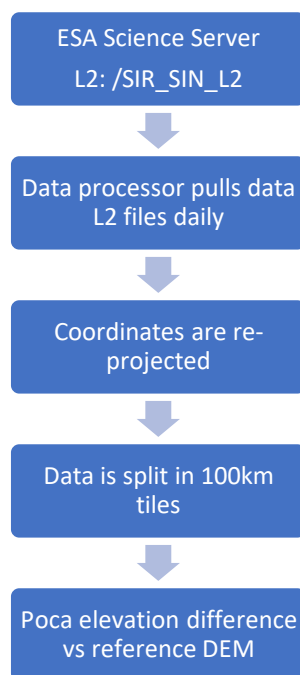 ESA Science Server
L2: /SIR_SIN_L2
Data processor pulls data
L2 files daily
Coordinates are re-
projected
Data is split in 100km
tiles
Poca elevation difference
vs reference DEM